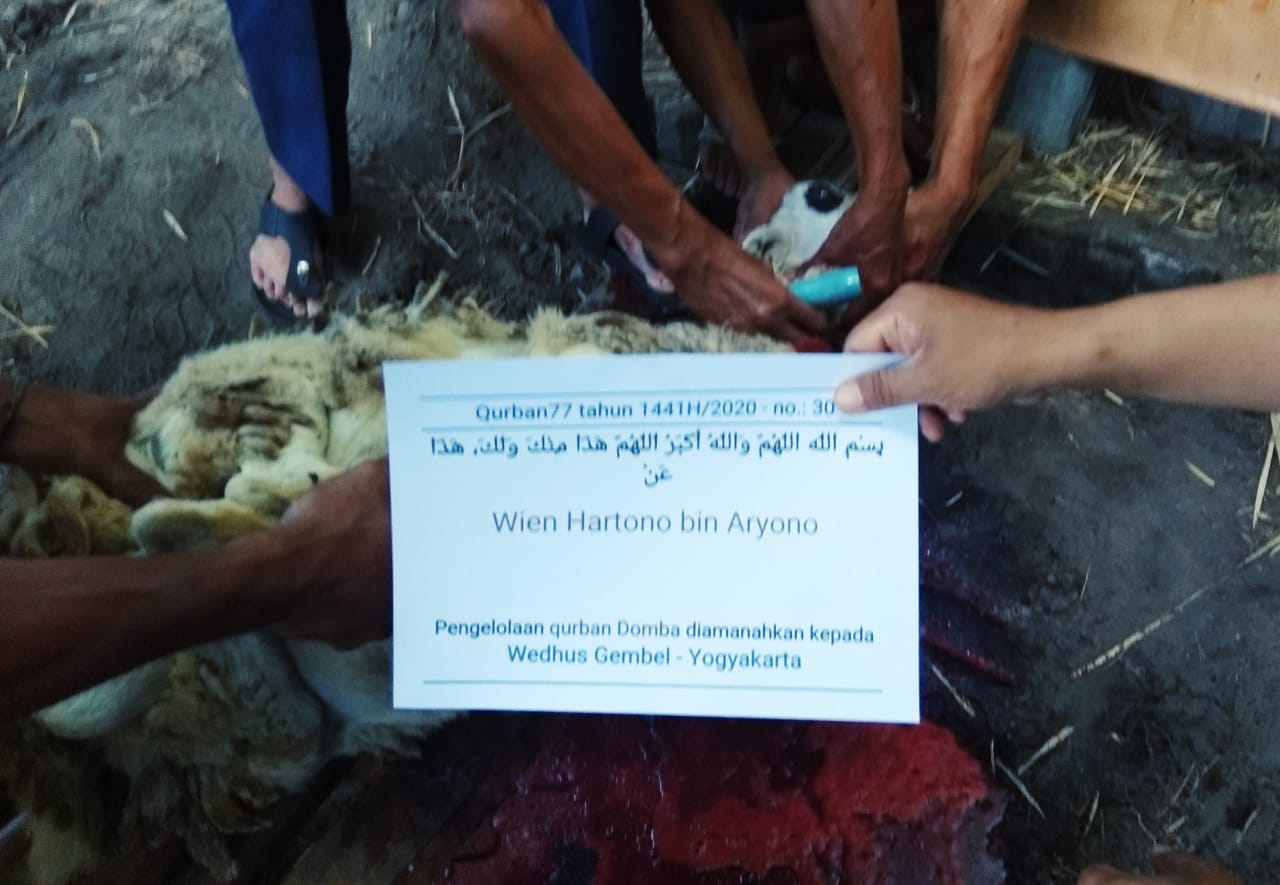 Qurban77 tahun 1441H/2020 - no.: 30
بِسْمِ اللَّه اللهُمَّ وَاللهُ أَكْبَرُ اللهُمَّ هَذَا مِنْكَ وَلَكَ، هَذَا
عَنْ
Wien Hartono bin Aryono
Pengelolaan qurban Domba diamanahkan kepada
Wedhus Gembel - Yogyakarta